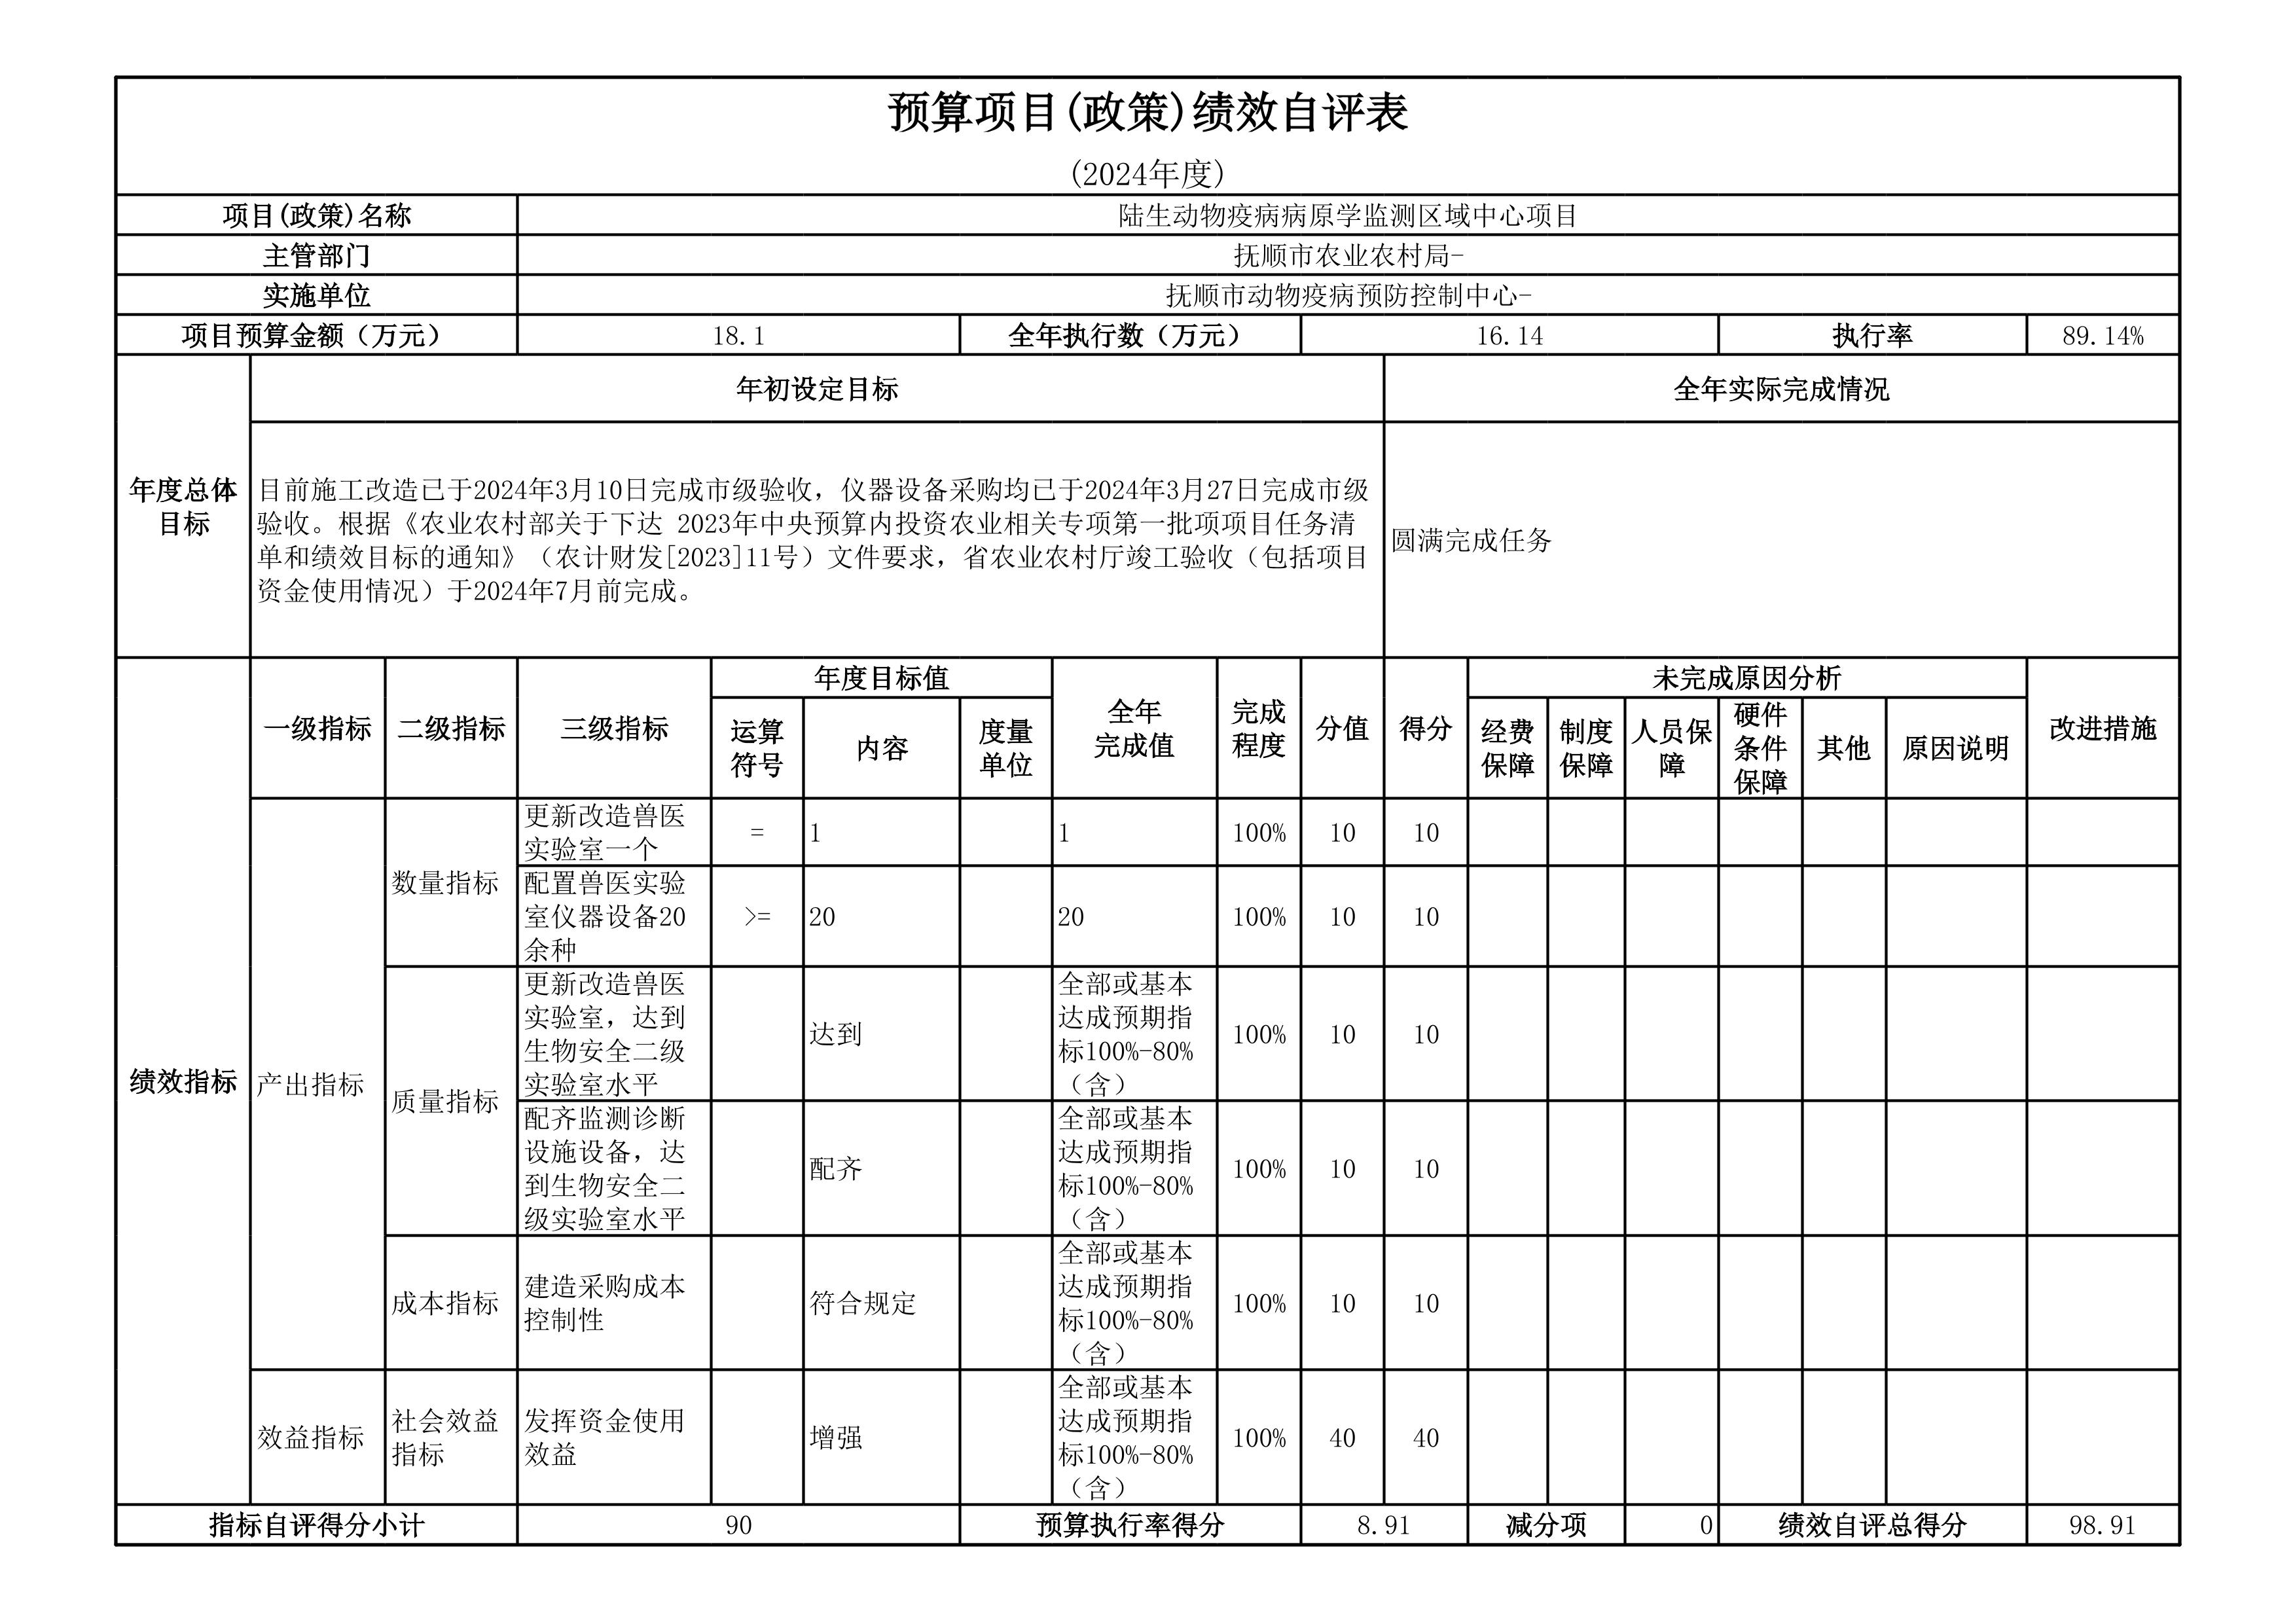 预算项目(政策)绩效自评表
(2024年度)
项目(政策)名称 陆生动物疫病病原学监测区域中心项目
主管部门 抚顺市农业农村局-
实施单位 抚顺市动物疫病预防控制中心-
项目预算金额（万元） 18.1 全年执行数（万元） 16.14 执行率 89.14%
年度总体
目标
年初设定目标 全年实际完成情况
目前施工改造已于2024年3月10日完成市级验收，仪器设备采购均已于2024年3月27日完成市级
验收。根据《农业农村部关于下达 2023年中央预算内投资农业相关专项第一批项项目任务清
单和绩效目标的通知》（农计财发[2023]11号）文件要求，省农业农村厅竣工验收（包括项目
资金使用情况）于2024年7月前完成。
圆满完成任务
绩效指标
一级指标 二级指标 三级指标
年度目标值
运算
符号
内容
度量
单位
全年
完成值
完成
程度
分值 得分
未完成原因分析
经费
保障
制度
保障
人员保
障
硬件
条件
保障
其他 原因说明
改进措施
产出指标
数量指标
更新改造兽医
实验室一个
= 1 1 100% 10 10
配置兽医实验
室仪器设备20
余种
>= 20 20 100% 10 10
质量指标
更新改造兽医
实验室，达到
生物安全二级
实验室水平
达到
全部或基本
达成预期指
标100%-80%
（含）
100% 10 10
配齐监测诊断
设施设备，达
到生物安全二
级实验室水平
配齐
全部或基本
达成预期指
标100%-80%
（含）
100% 10 10
成本指标
建造采购成本
控制性
符合规定
全部或基本
达成预期指
标100%-80%
（含）
100% 10 10
效益指标
社会效益
指标
发挥资金使用
效益
增强
全部或基本
达成预期指
标100%-80%
（含）
100% 40 40
指标自评得分小计 90 预算执行率得分 8.91 减分项 0 绩效自评总得分 98.91